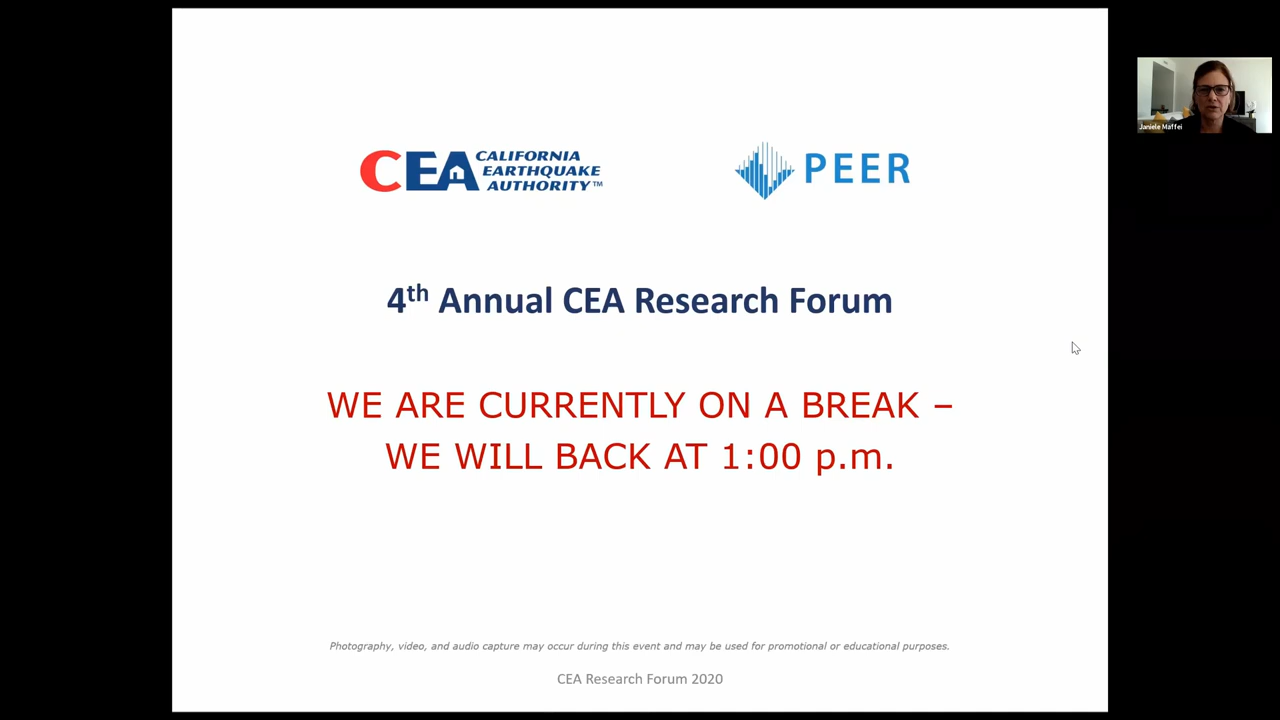 CEA CALIFORNIA
EARTHQUAKE
AUTHORITY™
PEER
Janiele Maffei
4th Annual CEA Research Forum
WE ARE CURRENTLY ON A BREAK –
WE WILL BACK AT 1:00 p.m.
Photography, video, and audio capture may occur during this event and may be used for promotional or educational purposes.
CEA Research Forum 2020